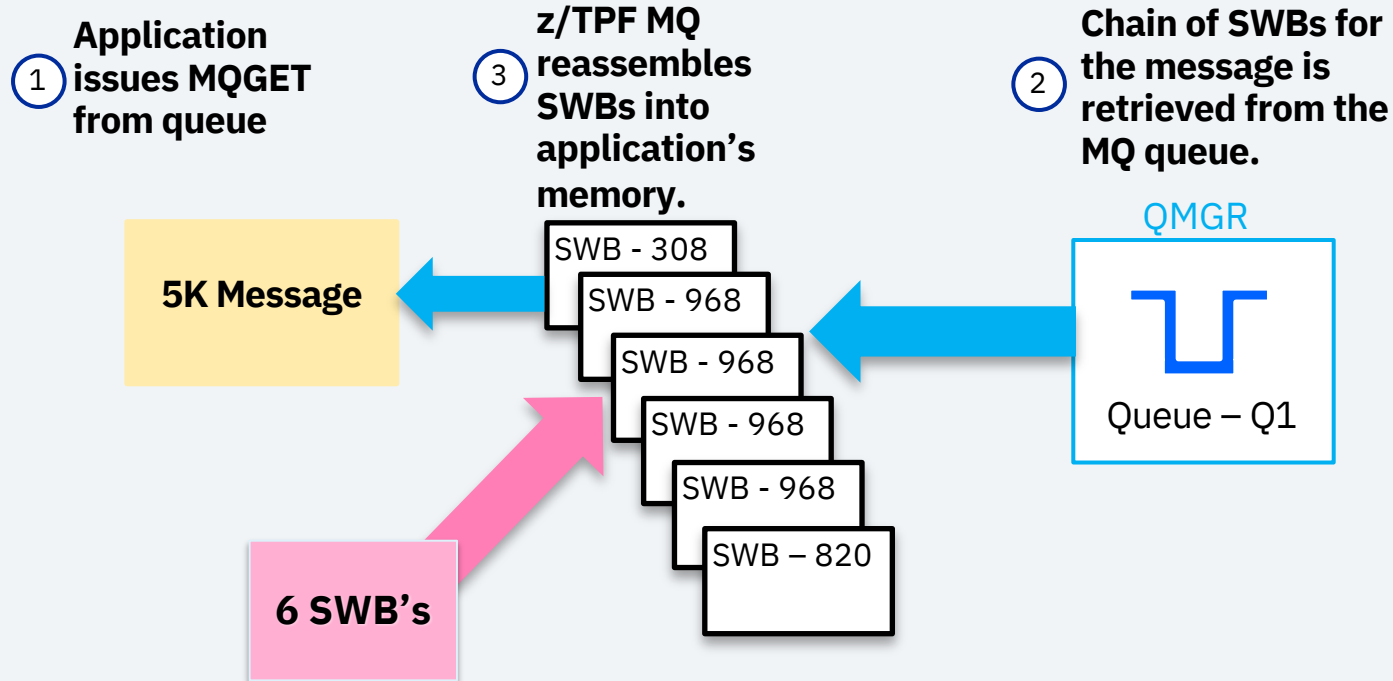 1
Application
issues MQGET
from queue
3
z/TPF MQ
reassembles
SWBs into
application’s
memory.
2
Chain of SWBs for
the message is
retrieved from the
MQ queue.
QMGR
5K Message
SWB - 308
SWB - 968
SWB - 968
SWB - 968
SWB - 968
SWB – 820
Queue – Q1
6 SWB’s